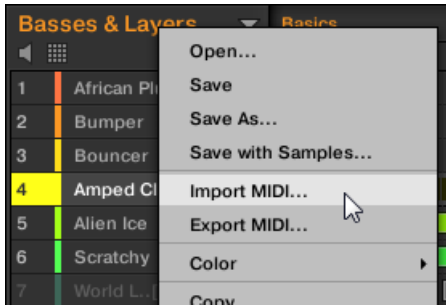 Basses & Layers
Basics
1 African Pl
2 Bumper
3 Bouncer
4 Amped Cl
5 Alien Ice
6 Scratchy
7 World L..[
Open...
Save
Save As...
Save with Samples...
Import MIDI...
Export MIDI...
Color
Copy